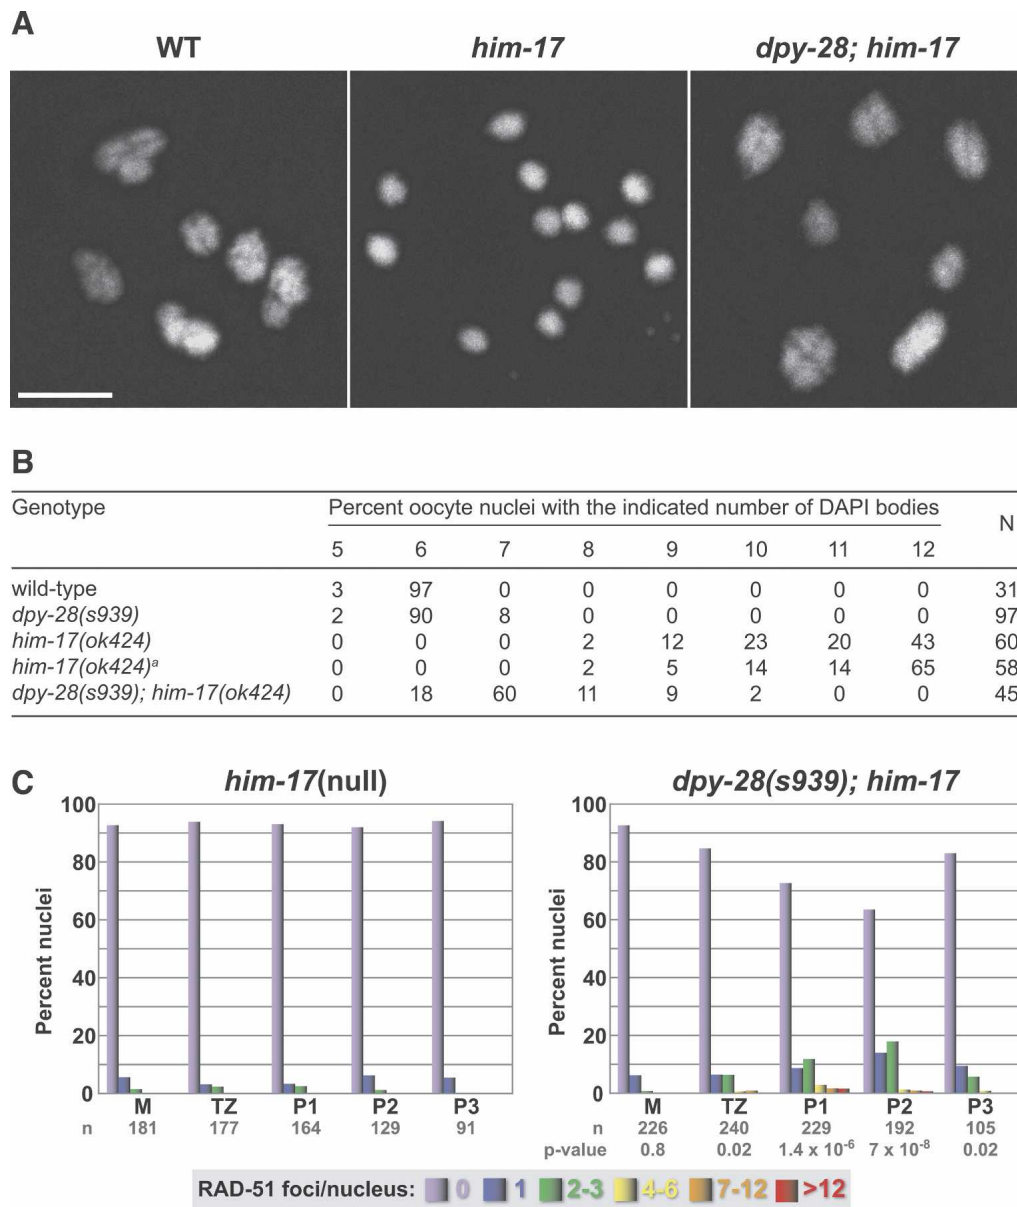 A
WT him-17 dpy-28; him-17
B
Genotype Percent oocyte nuclei with the indicated number of DAPI bodies N
5 6 7 8 9 10 11 12
wild-type 3 97 0 0 0 0 0 0 31
dpy-28(s939) 2 90 8 0 0 0 0 0 97
him-17(ok424) 0 0 0 2 12 23 20 43 60
him-17(ok424)ª 0 0 0 2 5 14 14 65 58
dpy-28(s939); him-17(ok424) 0 18 60 11 9 2 0 0 45
C
him-17(null) dpy-28(s939); him-17
Percent nuclei
100
80
60
40
20
0
M TZ P1 P2 P3
n 181 177 164 129 91
Percent nuclei
100
80
60
40
20
0
M TZ P1 P2 P3
n 226 240 229 192 105
p-value 0.8 0.02 1.4 x 10⁻⁶ 7 x 10⁻⁸ 0.02
RAD-51 foci/nucleus: 0 1 2-3 4-6 7-12 >12